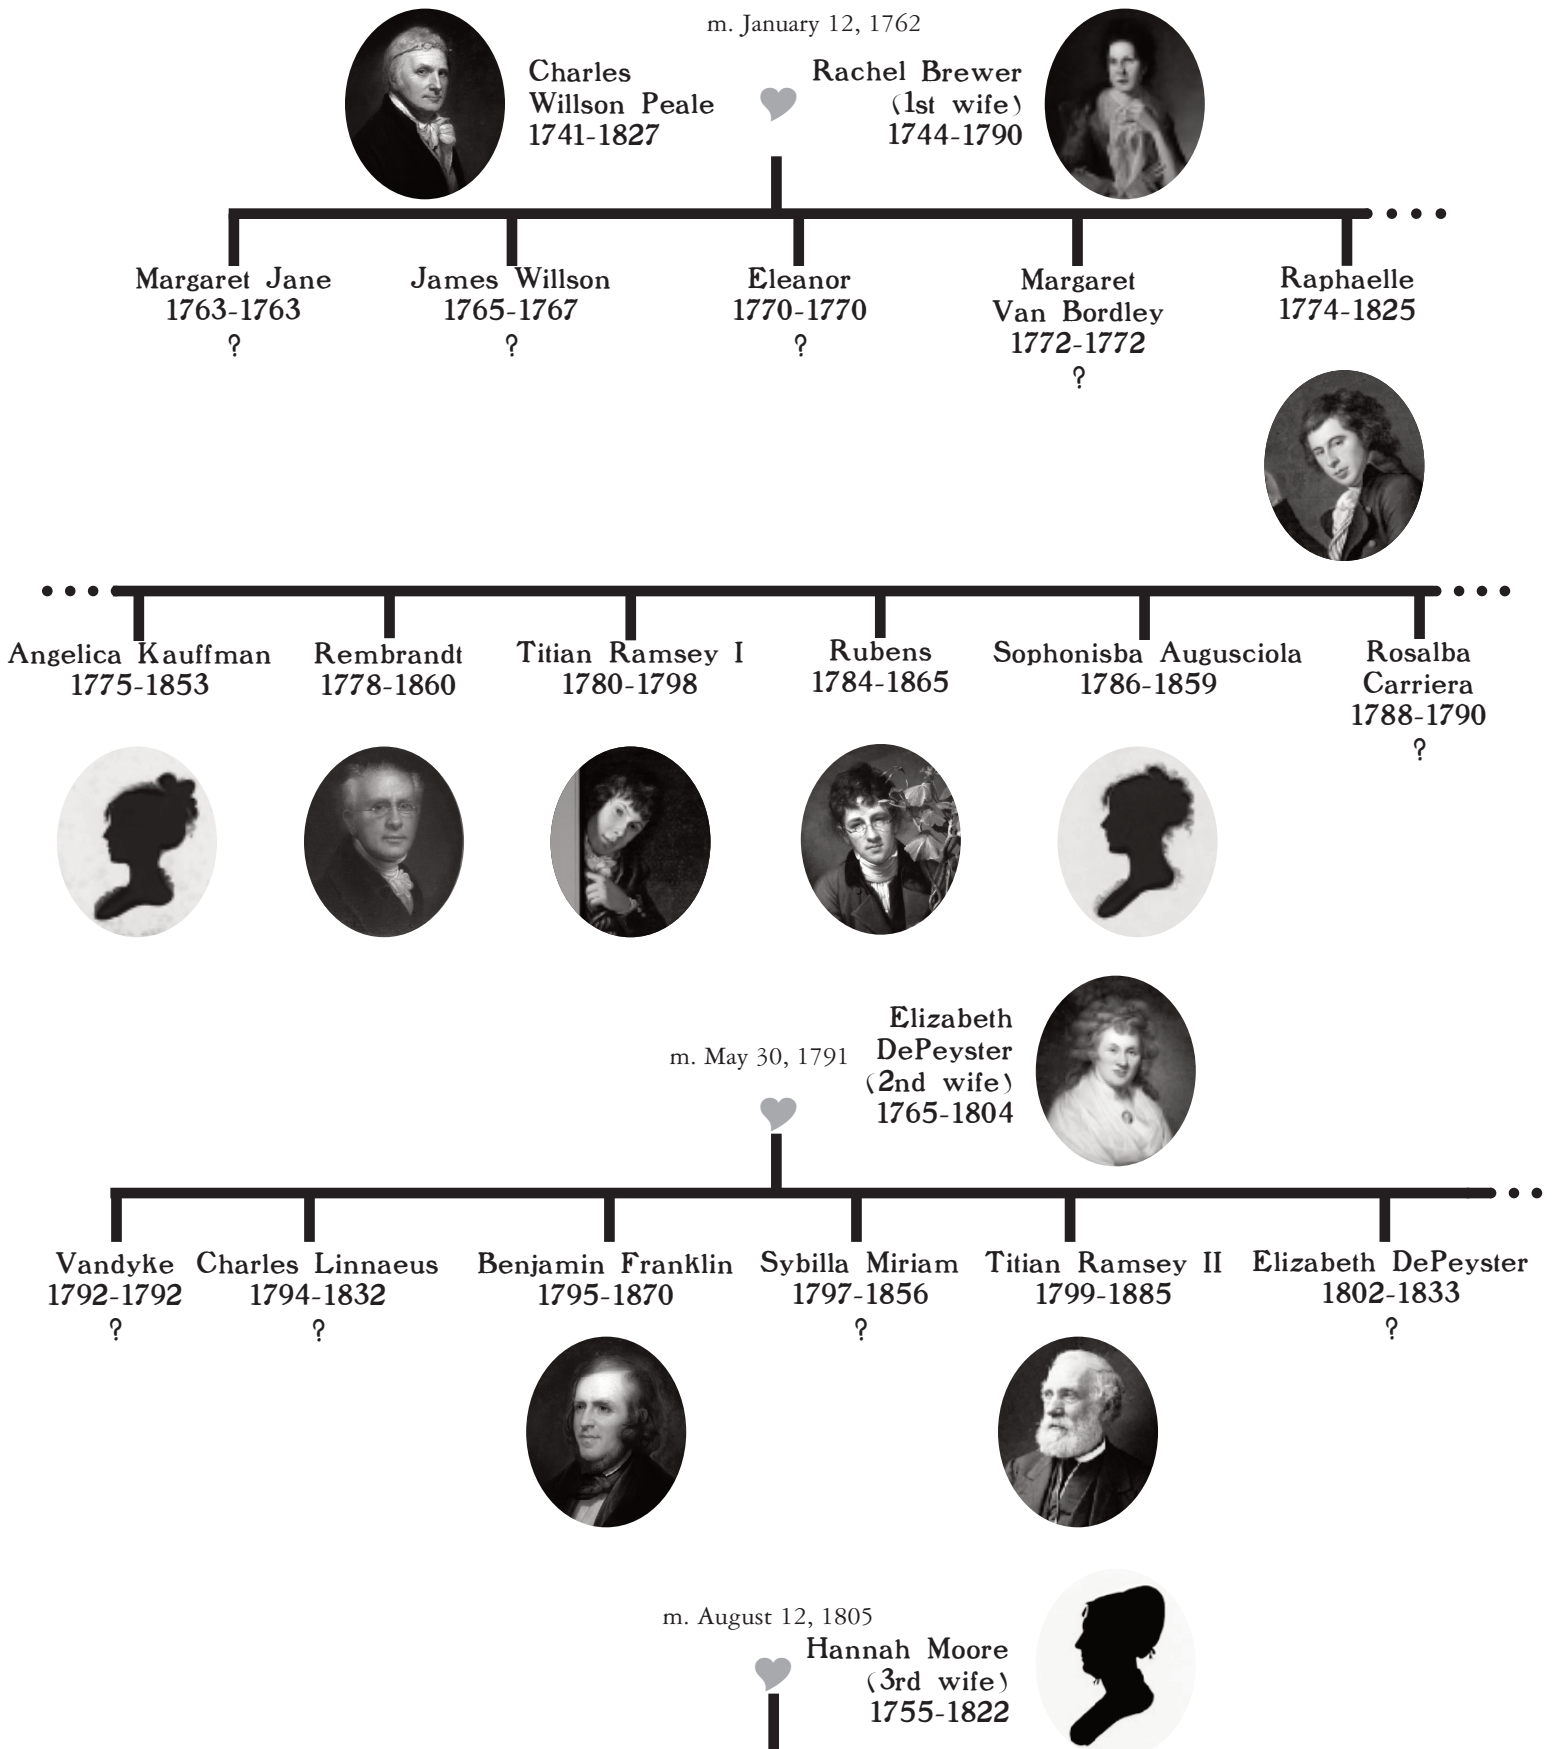 m. January 12, 1762
Charles
Willson Peale
1741-1827
Rachel Brewer
(1st wife)
1744-1790
Margaret Jane
1763-1763
?
James Willson
1765-1767
?
Eleanor
1770-1770
?
Margaret
Van Bordley
1772-1772
?
Raphaelle
1774-1825
Angelica Kauffman
1775-1853
Rembrandt
1778-1860
Titian Ramsey I
1780-1798
Rubens
1784-1865
Sophonisba Augusciola
1786-1859
Rosalba
Carriera
1788-1790
?
m. May 30, 1791
Elizabeth
DePeyster
(2nd wife)
1765-1804
Vandyke
1792-1792
?
Charles Linnaeus
1794-1832
?
Benjamin Franklin
1795-1870
Sybilla Miriam
1797-1856
?
Titian Ramsey II
1799-1885
Elizabeth DePeyster
1802-1833
?
m. August 12, 1805
Hannah Moore
(3rd wife)
1755-1822